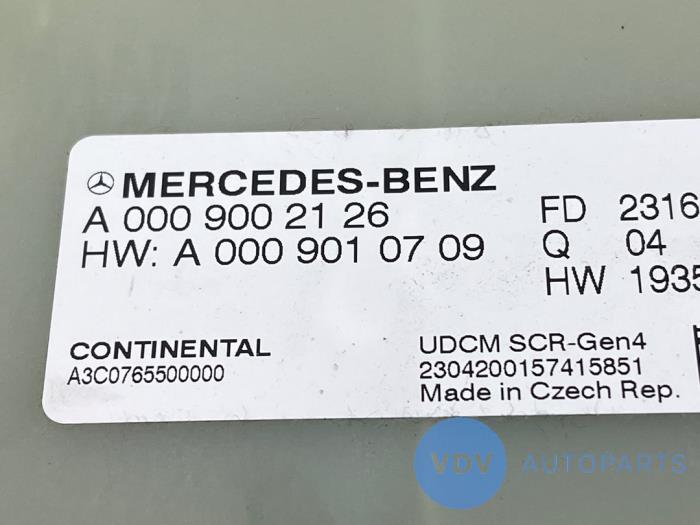 MERCEDES-BENZ
A 000 900 21 26
HW: A 000 901 07 09
FD 2316
Q 04
HW 1935
CONTINENTAL
A3C0765500000
UDCM SCR-Gen4
2304200157415851
Made in Czech Rep.
VDV AUTOPARTS